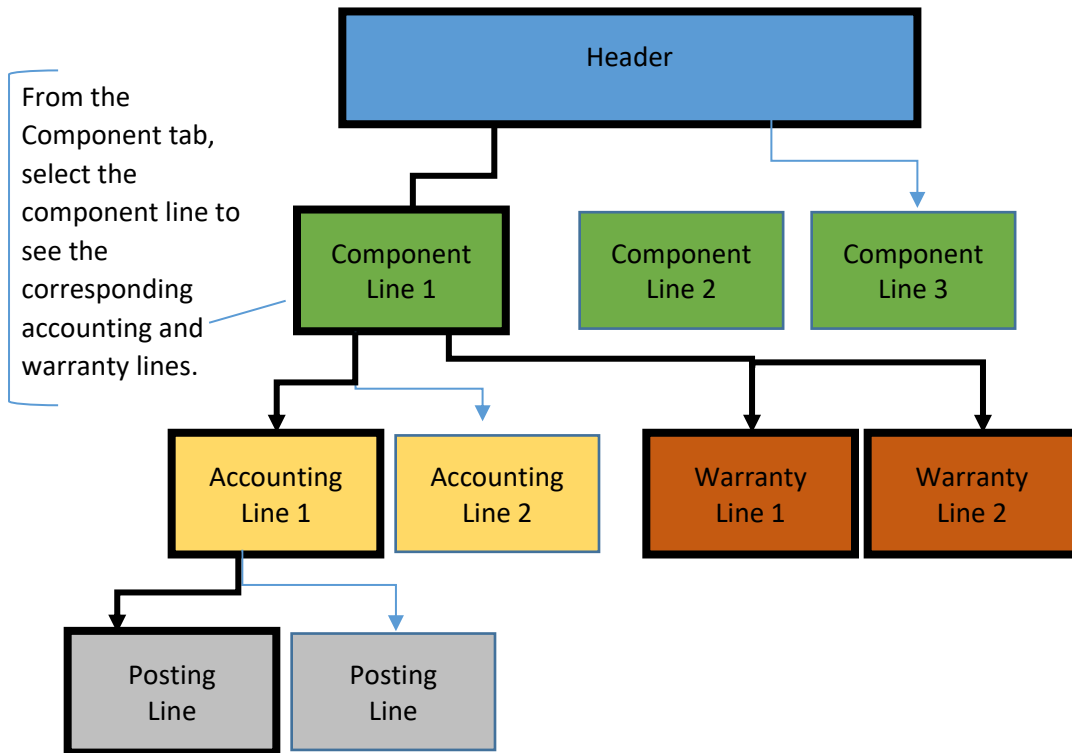 Header
From the
Component tab,
select the
component line to
see the
corresponding
accounting and
warranty lines.
Component
Line 1
Component
Line 2
Component
Line 3
Accounting
Line 1
Accounting
Line 2
Warranty
Line 1
Warranty
Line 2
Posting
Line
Posting
Line